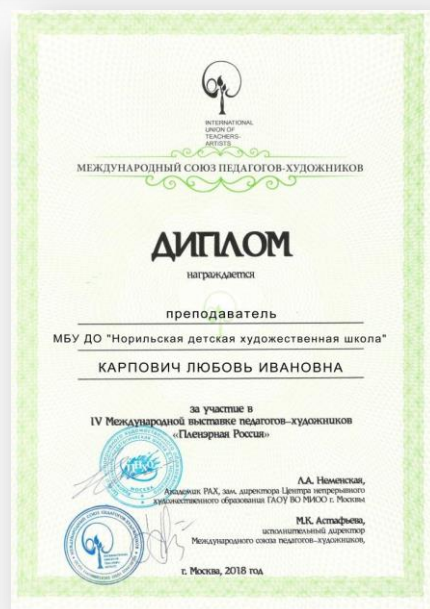 INTERNATIONAL
UNION OF
TEACHERS-
ARTISTS
МЕЖДУНАРОДНЫЙ СОЮЗ ПЕДАГОГОВ-ХУДОЖНИКОВ
ДИПЛОМ
награждается
преподаватель
МБУ ДО "Норильская детская художественная школа"
КАРПОВИЧ ЛЮБОВЬ ИВАНОВНА
за участие в
IV Международной выставке педагогов-художников
«Пленэрная Россия»
Л.А. Неменская,
Академик РАХ, зам. директора Центра непрерывного
художественного образования ГАОУ ВО МИОО г. Москвы
М.К. Астафьева,
исполнительный директор
Международного союза педагогов-художников,
г. Москва, 2018 год